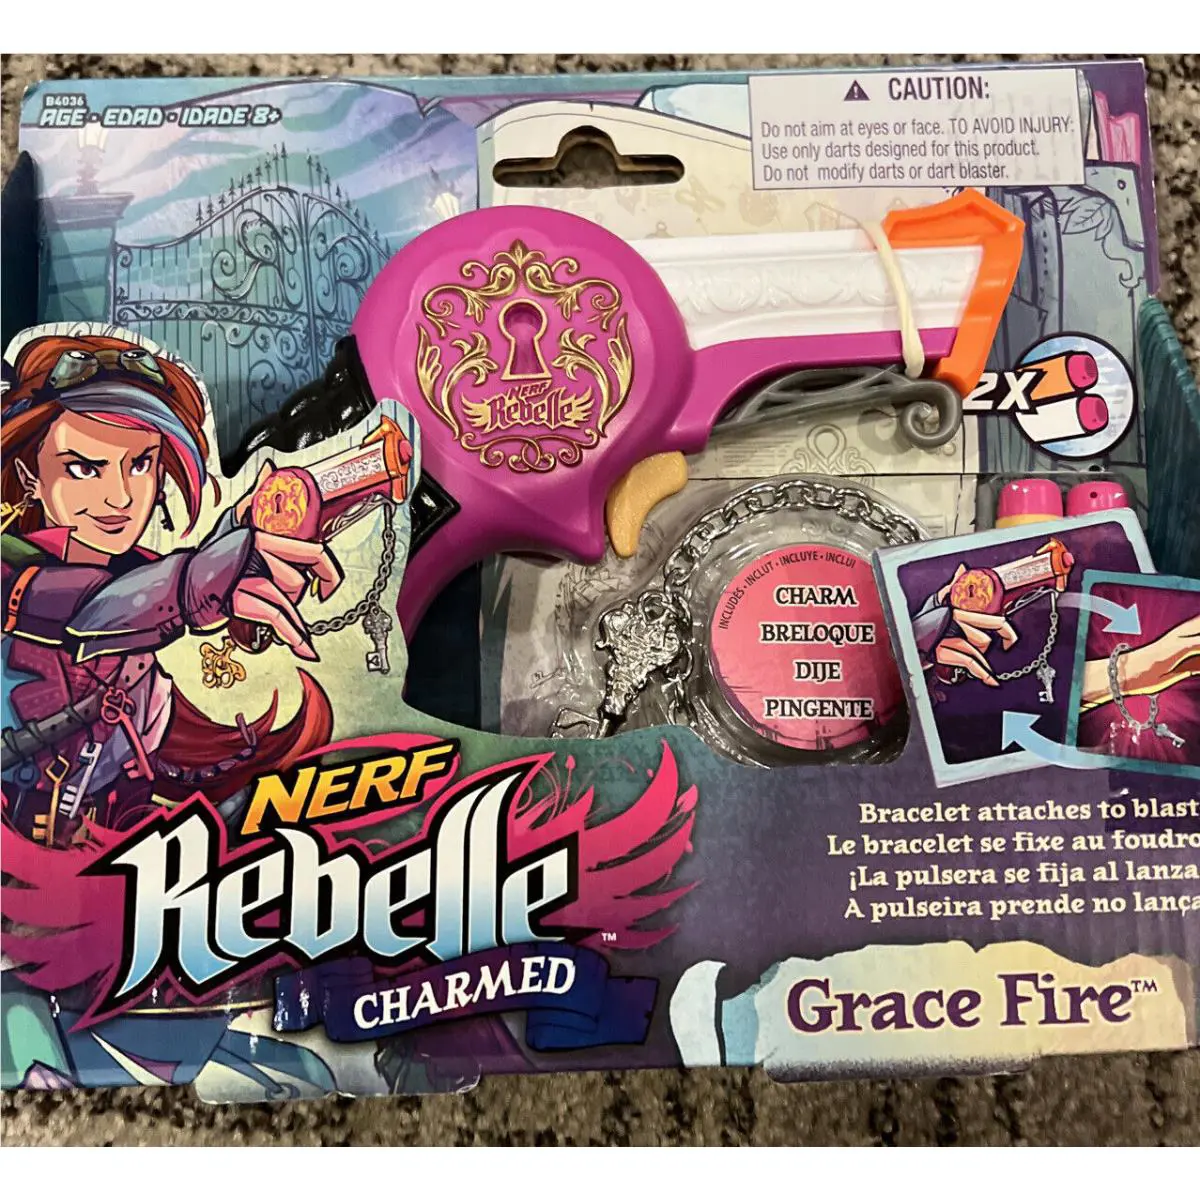 B4036
AGE • EDAD • IDADE 8+
CAUTION:
Do not aim at eyes or face. TO AVOID INJURY:
Use only darts designed for this product.
Do not modify darts or dart blaster.
NERF
Rebelle
2X
INCLUDES • INCLUT • INCLUYE • INCLUI
CHARM
BRELOQUE
DIJE
PINGENTE
Bracelet attaches to blast
Le bracelet se fixe au foudro
¡La pulsera se fija al lanza
A pulseira prende no lança
NERF
Rebelle™
CHARMED
Grace Fire™